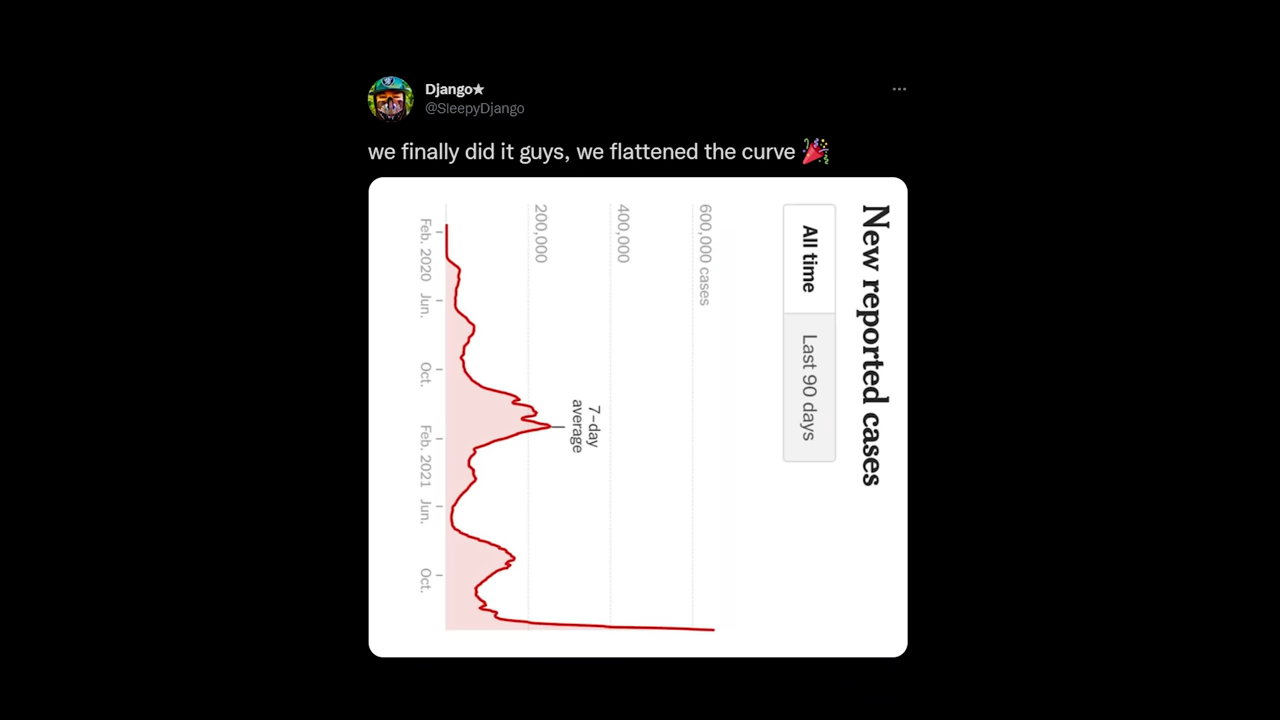 Django★
@SleepyDjango
we finally did it guys, we flattened the curve 🎉
New reported cases
All time
Last 90 days
600,000 cases
400,000
200,000
7-day
average
Feb. 2020
Jun.
Oct.
Feb. 2021
Jun.
Oct.